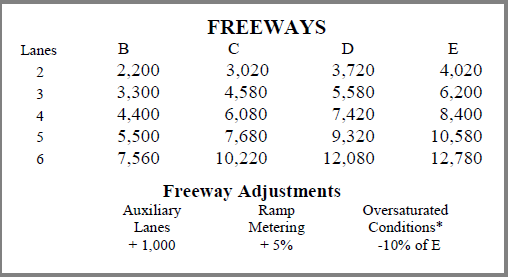 FREEWAYS
Lanes B C D E
2 2,200 3,020 3,720 4,020
3 3,300 4,580 5,580 6,200
4 4,400 6,080 7,420 8,400
5 5,500 7,680 9,320 10,580
6 7,560 10,220 12,080 12,780
Freeway Adjustments
Auxiliary Ramp Oversaturated
Lanes Metering Conditions*
+ 1,000 + 5% -10% of E